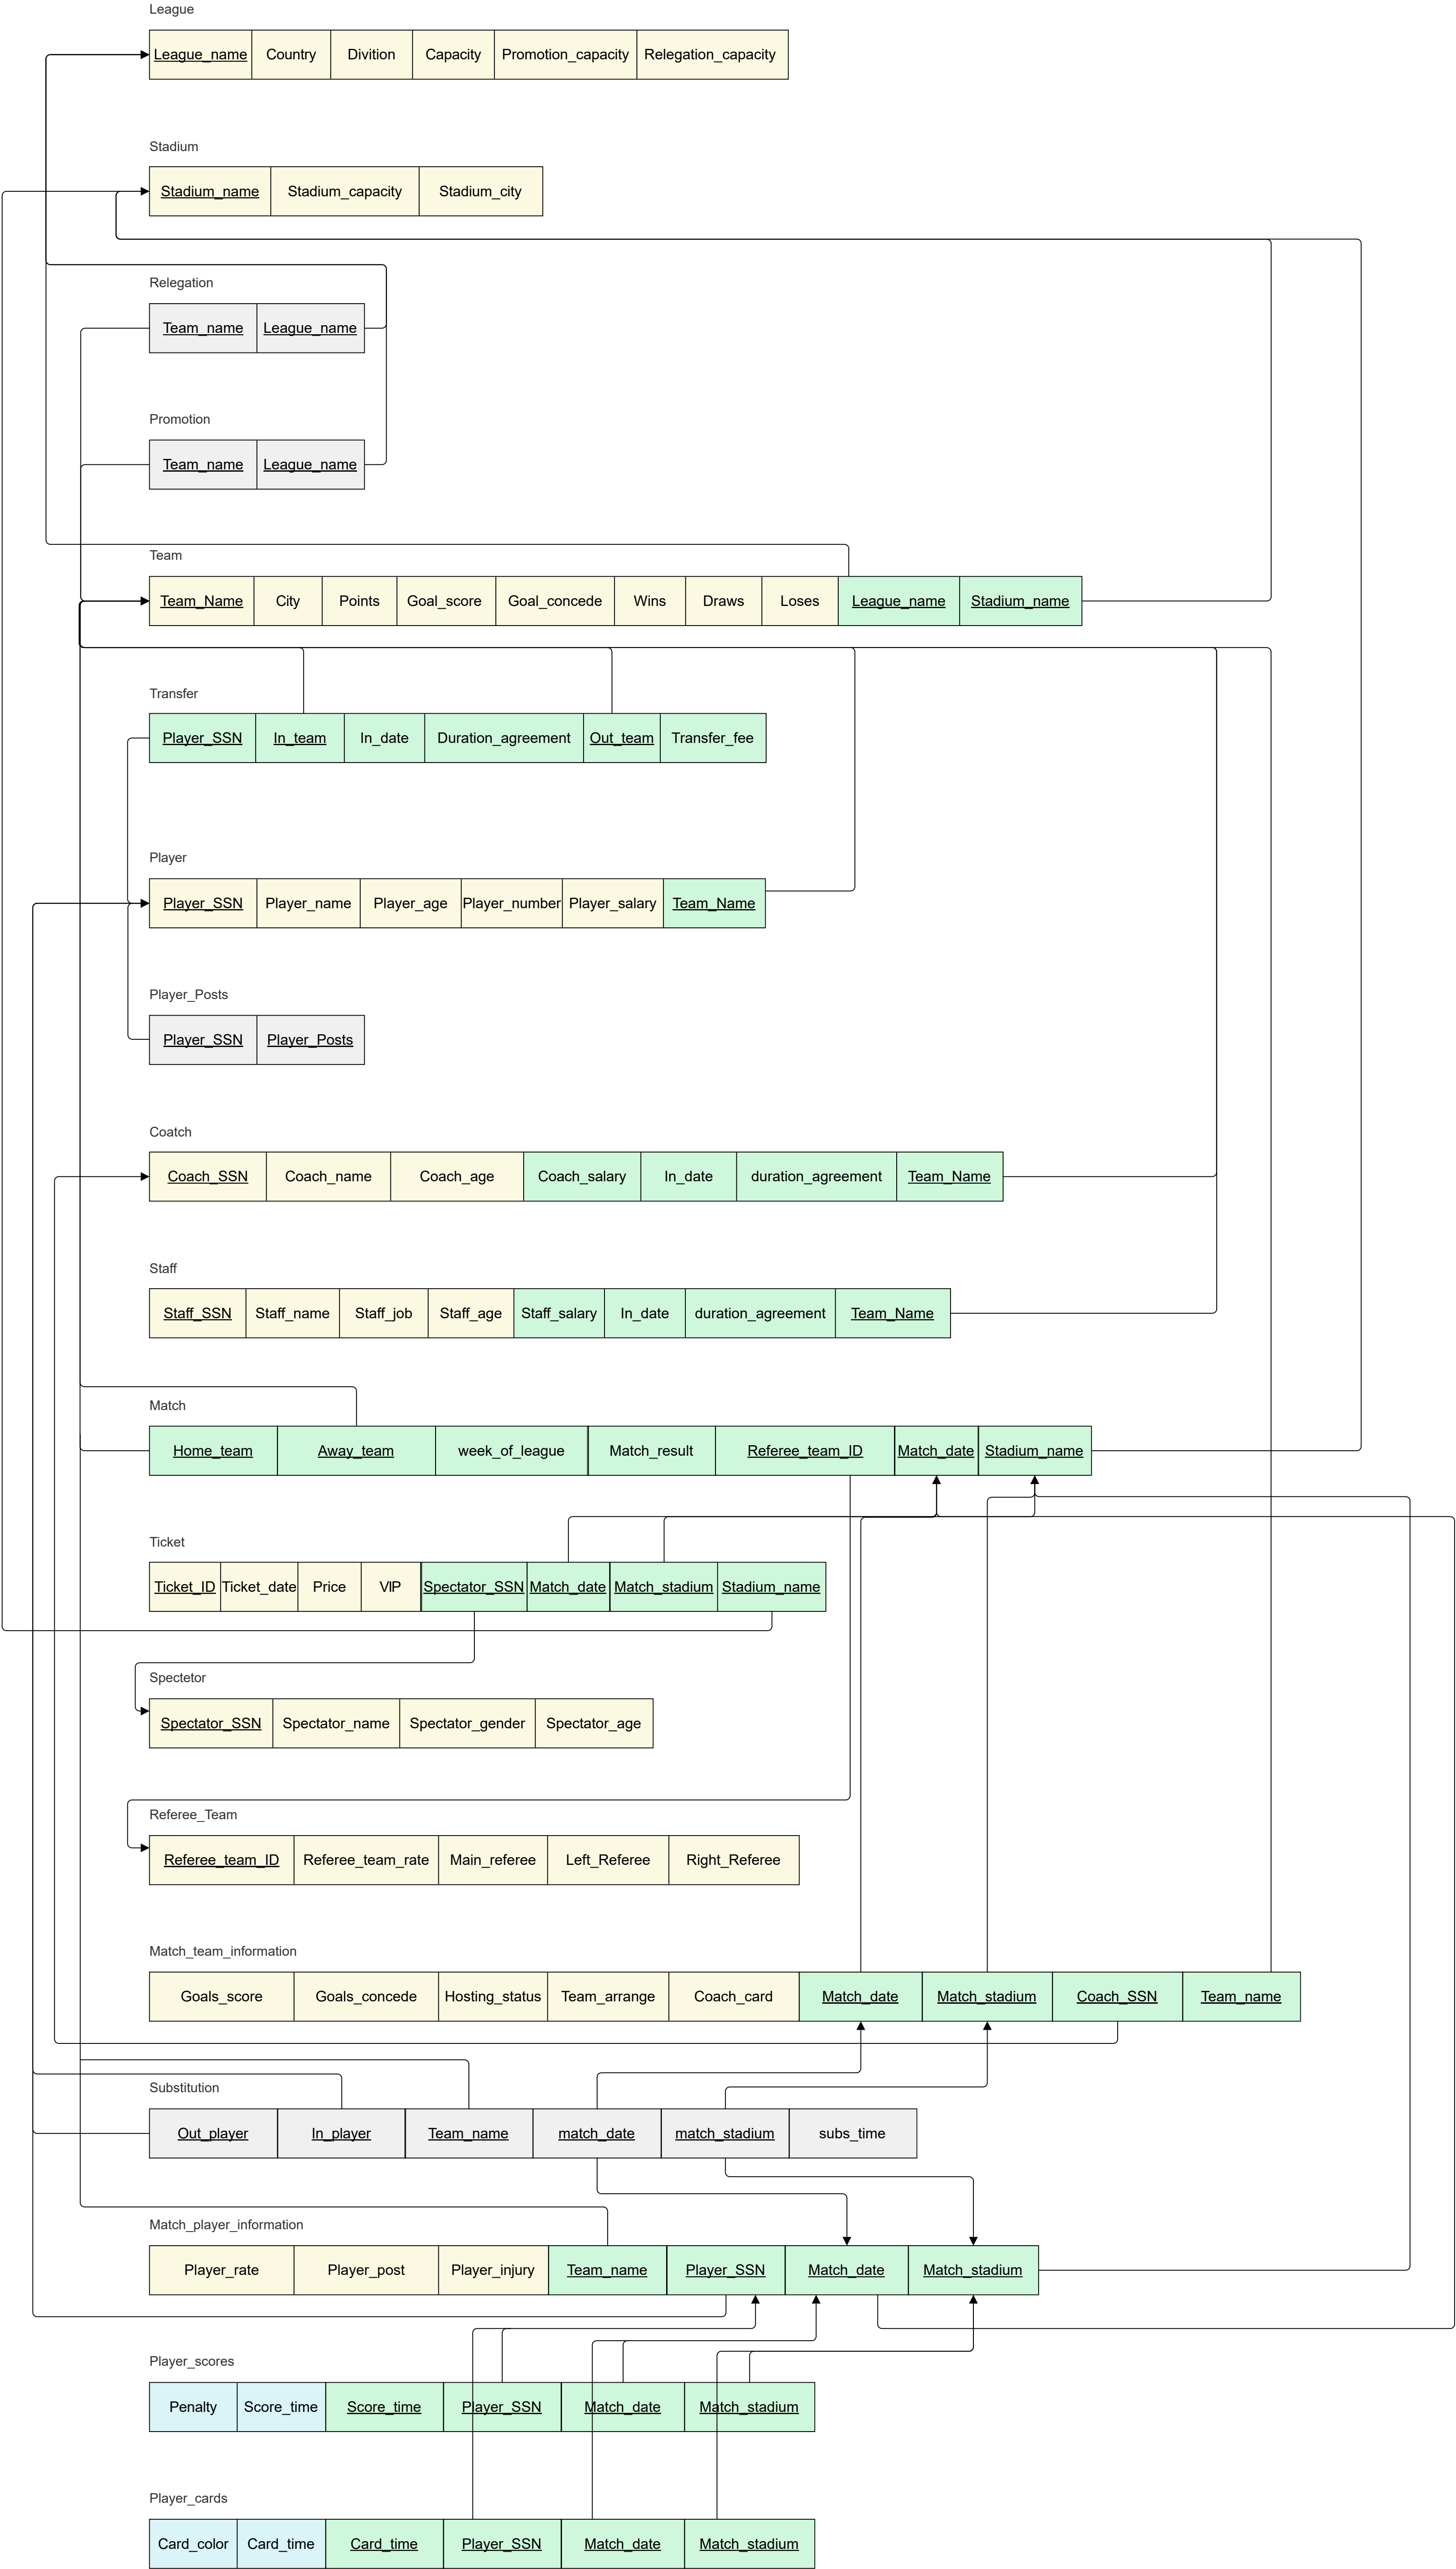 League
League_name Country Divition Capacity Promotion_capacity Relegation_capacity
Stadium
Stadium_name Stadium_capacity Stadium_city
Relegation
Team_name League_name
Promotion
Team_name League_name
Team
Team_Name City Points Goal_score Goal_concede Wins Draws Loses League_name Stadium_name
Transfer
Player_SSN In_team In_date Duration_agreement Out_team Transfer_fee
Player
Player_SSN Player_name Player_age Player_number Player_salary Team_Name
Player_Posts
Player_SSN Player_Posts
Coatch
Coach_SSN Coach_name Coach_age Coach_salary In_date duration_agreement Team_Name
Staff
Staff_SSN Staff_name Staff_job Staff_age Staff_salary In_date duration_agreement Team_Name
Match
Home_team Away_team week_of_league Match_result Referee_team_ID Match_date Stadium_name
Ticket
Ticket_ID Ticket_date Price VIP Spectator_SSN Match_date Match_stadium Stadium_name
Spectetor
Spectator_SSN Spectator_name Spectator_gender Spectator_age
Referee_Team
Referee_team_ID Referee_team_rate Main_referee Left_Referee Right_Referee
Match_team_information
Goals_score Goals_concede Hosting_status Team_arrange Coach_card Match_date Match_stadium Coach_SSN Team_name
Substitution
Out_player In_player Team_name match_date match_stadium subs_time
Match_player_information
Player_rate Player_post Player_injury Team_name Player_SSN Match_date Match_stadium
Player_scores
Penalty Score_time Score_time Player_SSN Match_date Match_stadium
Player_cards
Card_color Card_time Card_time Player_SSN Match_date Match_stadium